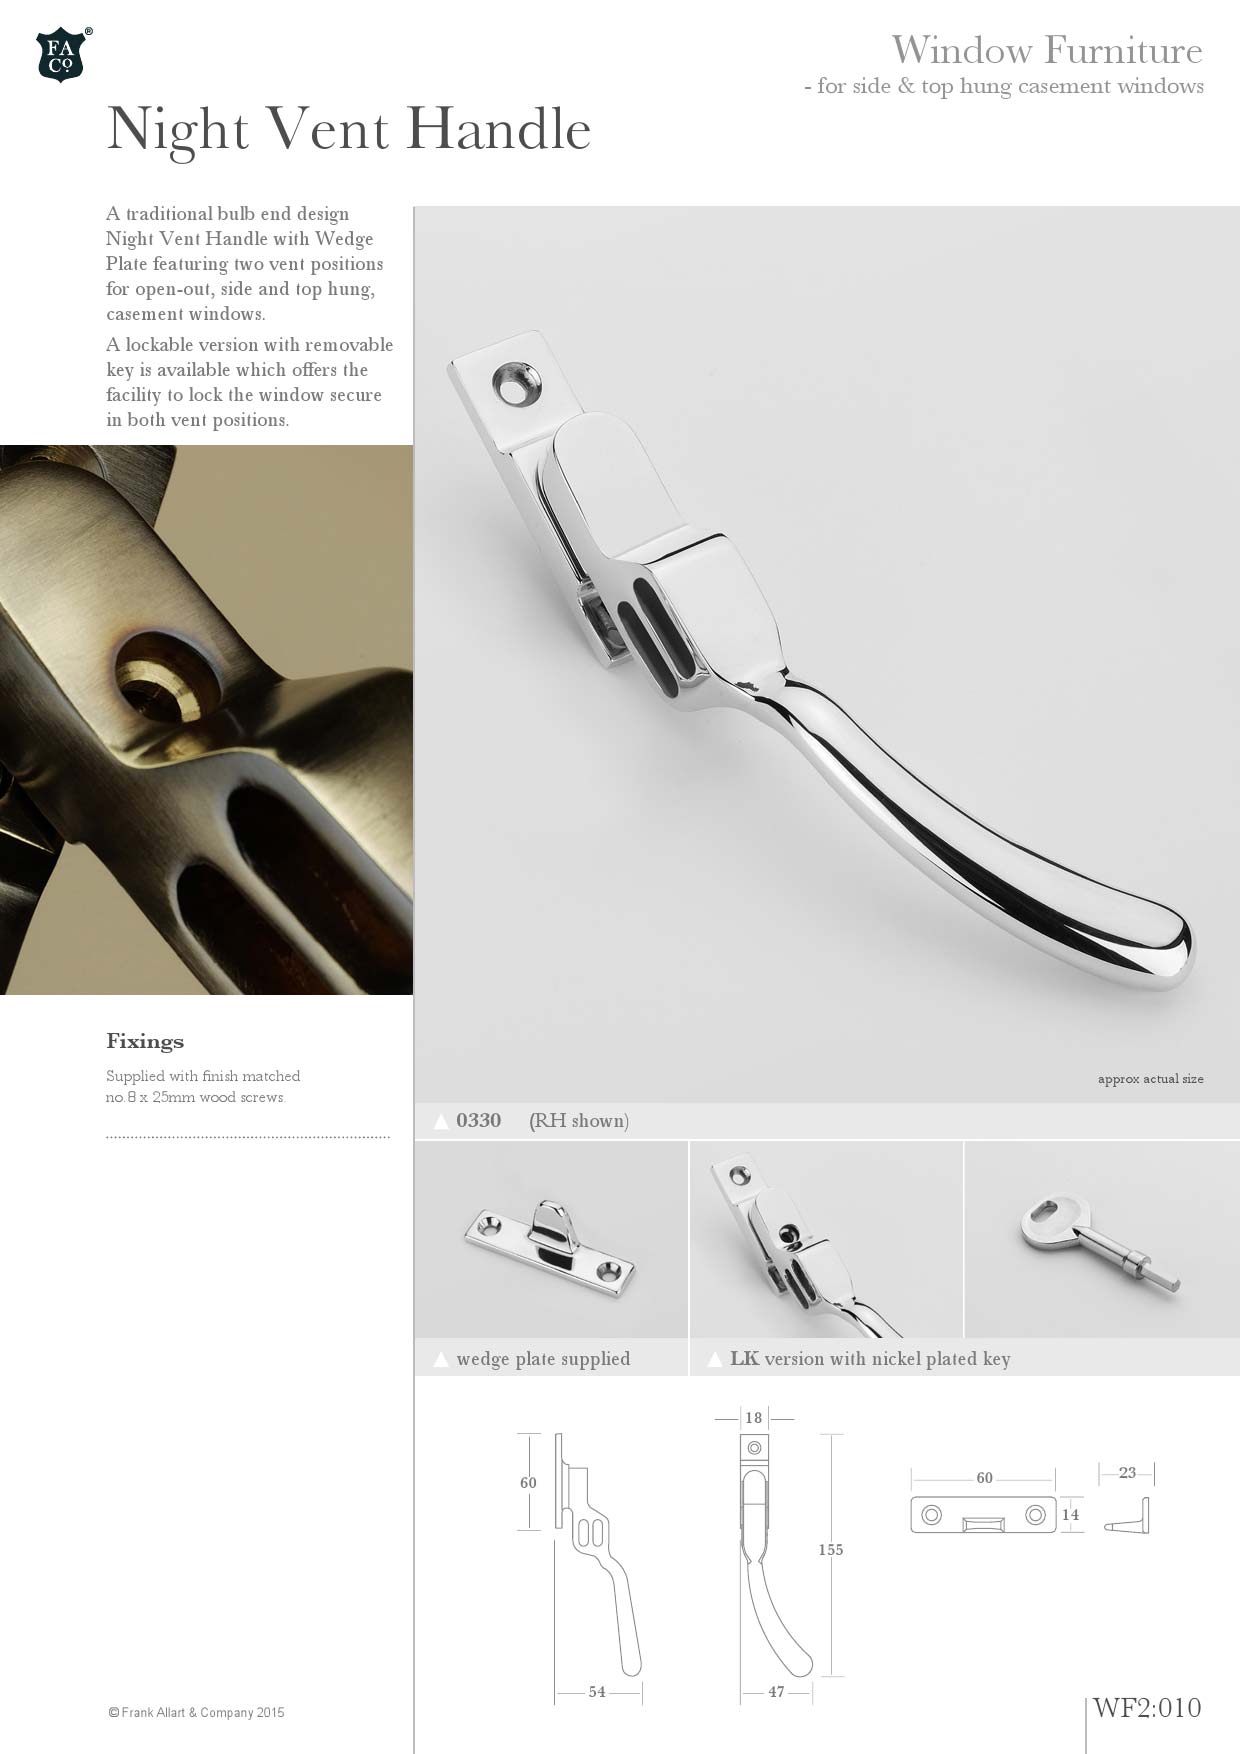 FA
Co.
®
Window Furniture
- for side & top hung casement windows
Night Vent Handle
A traditional bulb end design
Night Vent Handle with Wedge
Plate featuring two vent positions
for open-out, side and top hung,
casement windows.
A lockable version with removable
key is available which offers the
facility to lock the window secure
in both vent positions.
Fixings
Supplied with finish matched
no.8 x 25mm wood screws.
approx actual size
0330 (RH shown)
wedge plate supplied
LK version with nickel plated key
60
54
18
155
47
60
14
23
© Frank Allart & Company 2015
WF2:010